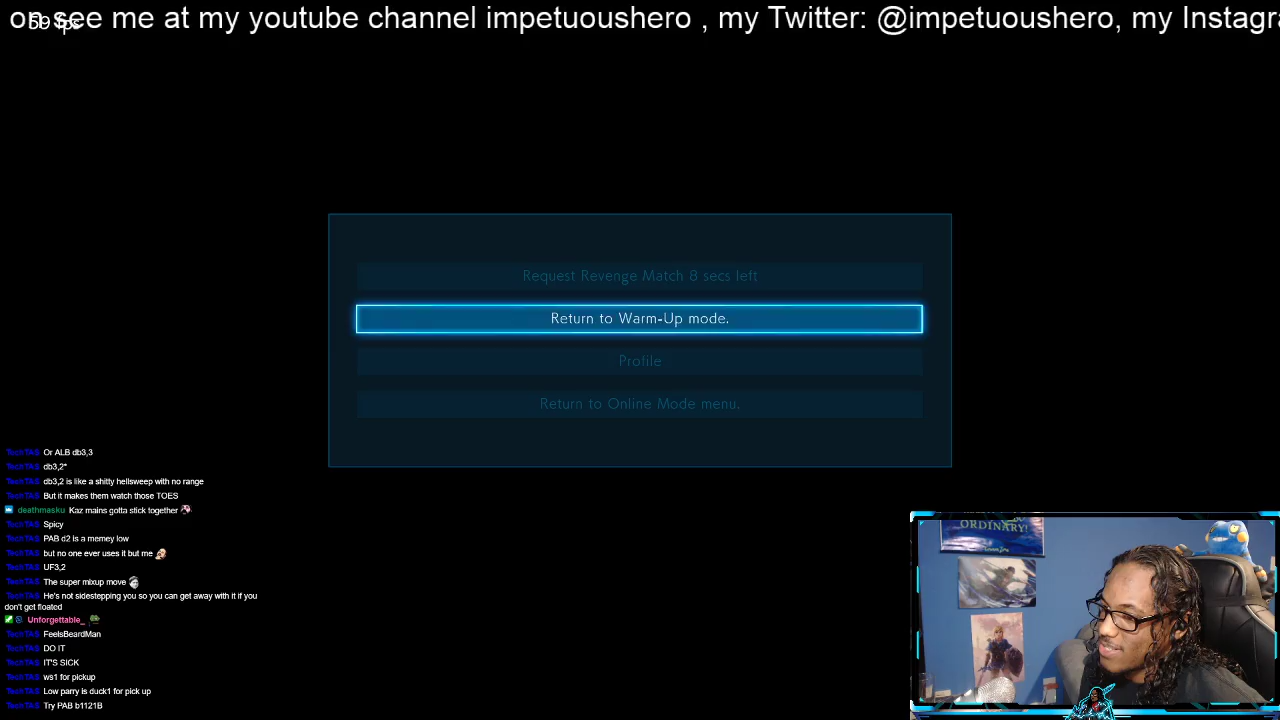 on see me at my youtube channel impetuoushero , my Twitter: @impetuoushero, my Instagra
59 fps
Request Revenge Match 8 secs left
Return to Warm-Up mode.
Profile
Return to Online Mode menu.
TechTAS Or ALB db3,3
TechTAS db3,2*
TechTAS db3,2 is like a shitty hellsweep with no range
TechTAS But it makes them watch those TOES
deathmasku Kaz mains gotta stick together
TechTAS Spicy
TechTAS PAB d2 is a memey low
TechTAS but no one ever uses it but me
TechTAS UF3,2
TechTAS The super mixup move
TechTAS He's not sidestepping you so you can get away with it if you
don't get floated
Unforgettable_
TechTAS FeelsBeardMan
TechTAS DO IT
TechTAS IT'S SICK
TechTAS ws1 for pickup
TechTAS Low parry is duck1 for pick up
TechTAS Try PAB b1121B
ORDINARY!